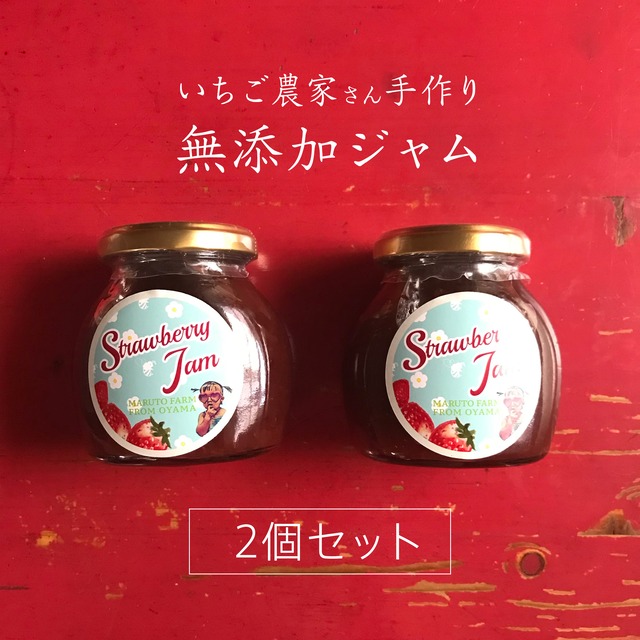 いちご農家さん手作り
無添加ジャム
Strawberry
Jam
MARUTO FARM
FROM OYAMA
Strawber
Ja
MARUTO FARM
FROM OYAMA
2個セット